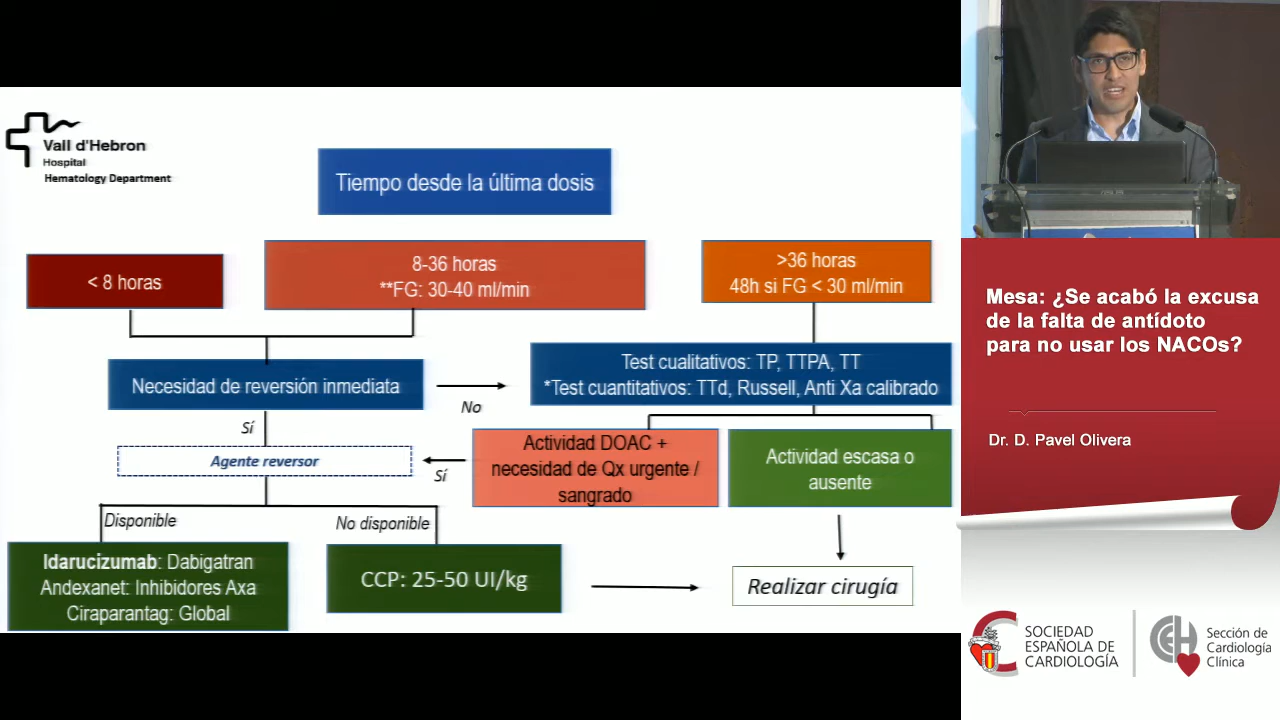 Vall d'Hebron
Hospital
Hematology Department
Tiempo desde la última dosis
< 8 horas
8-36 horas
**FG: 30-40 ml/min
>36 horas
48h si FG < 30 ml/min
Necesidad de reversión inmediata
No
Test cualitativos: TP, TTPA, TT
*Test cuantitativos: TTd, Russell, Anti Xa calibrado
Sí
Agente reversor
Sí
Actividad DOAC +
necesidad de Qx urgente /
sangrado
Actividad escasa o
ausente
Disponible
No disponible
Idarucizumab: Dabigatran
Andexanet: Inhibidores Axa
Ciraparantag: Global
CCP: 25-50 UI/kg
Realizar cirugía
Mesa: ¿Se acabó la excusa
de la falta de antídoto
para no usar los NACOs?
Dr. D. Pavel Olivera
SOCIEDAD
ESPAÑOLA DE
CARDIOLOGÍA
Sección de
Cardiología
Clínica